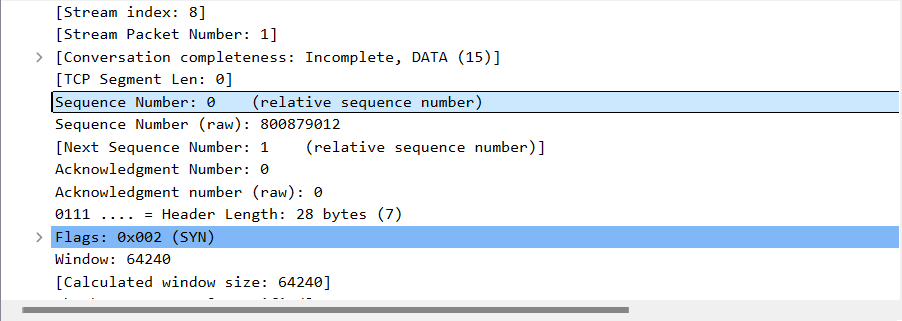 [Stream index: 8]
[Stream Packet Number: 1]
[Conversation completeness: Incomplete, DATA (15)]
[TCP Segment Len: 0]
Sequence Number: 0    (relative sequence number)
Sequence Number (raw): 800879012
[Next Sequence Number: 1    (relative sequence number)]
Acknowledgment Number: 0
Acknowledgment number (raw): 0
0111 .... = Header Length: 28 bytes (7)
Flags: 0x002 (SYN)
Window: 64240
[Calculated window size: 64240]